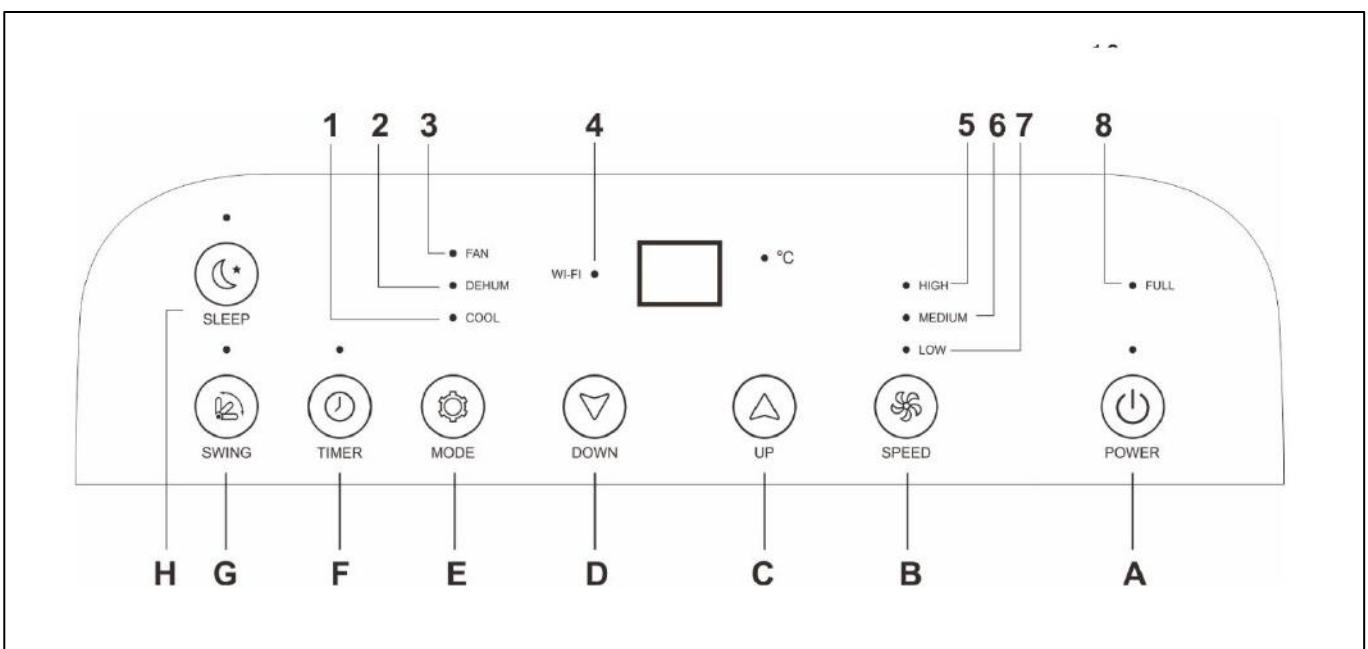 1 2 3 4 5 6 7 8
FAN
WI-FI °C
DEHUM HIGH FULL
SLEEP COOL MEDIUM
LOW
SWING TIMER MODE DOWN UP SPEED POWER
H G F E D C B A